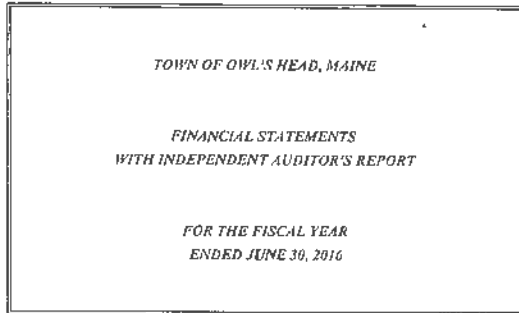 TOWN OF OWL'S HEAD, MAINE
FINANCIAL STATEMENTS
WITH INDEPENDENT AUDITOR'S REPORT
FOR THE FISCAL YEAR
ENDED JUNE 30, 2016